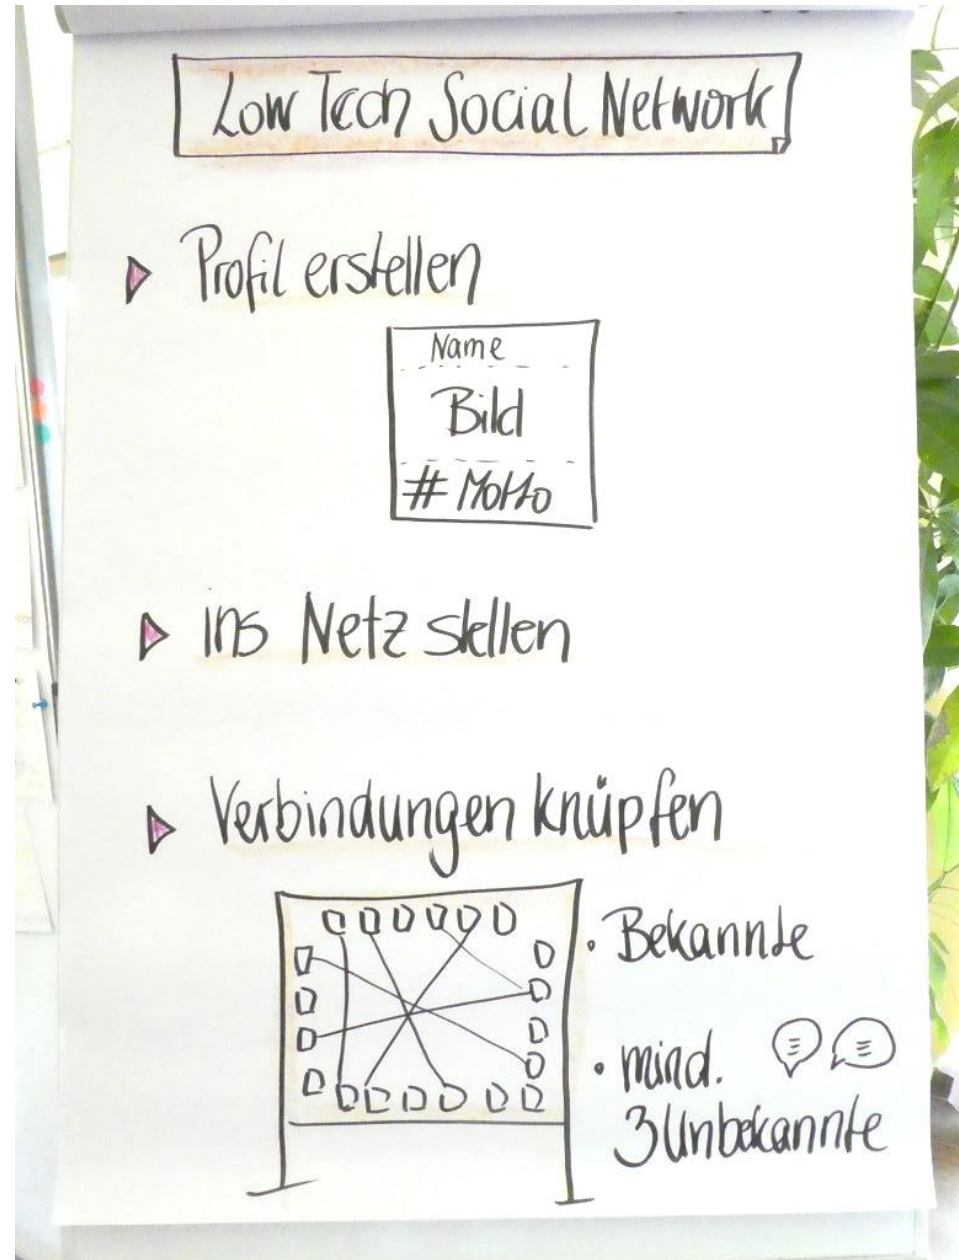 Low Tech Social Network
Profil erstellen
Name
Bild
# Motto
ins Netz stellen
Verbindungen knüpfen
• Bekannte
• mind.
3 Unbekannte